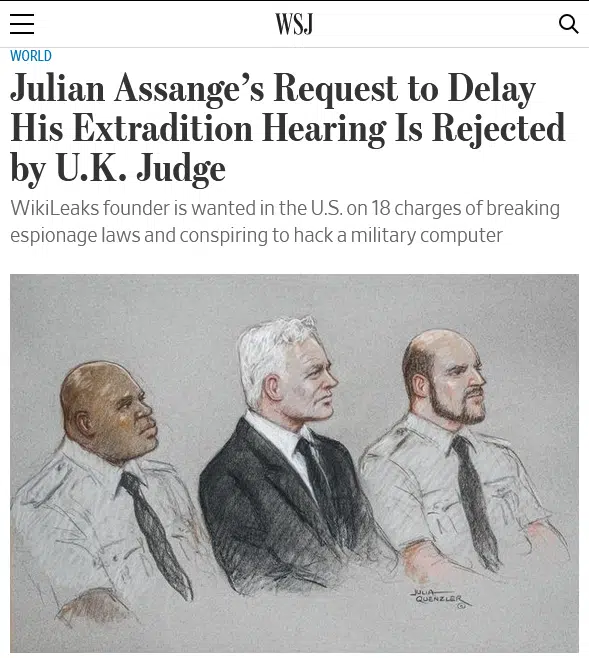 WSJ
WORLD
Julian Assange’s Request to Delay
His Extradition Hearing Is Rejected
by U.K. Judge
WikiLeaks founder is wanted in the U.S. on 18 charges of breaking
espionage laws and conspiring to hack a military computer
JULIA
QUENZLER